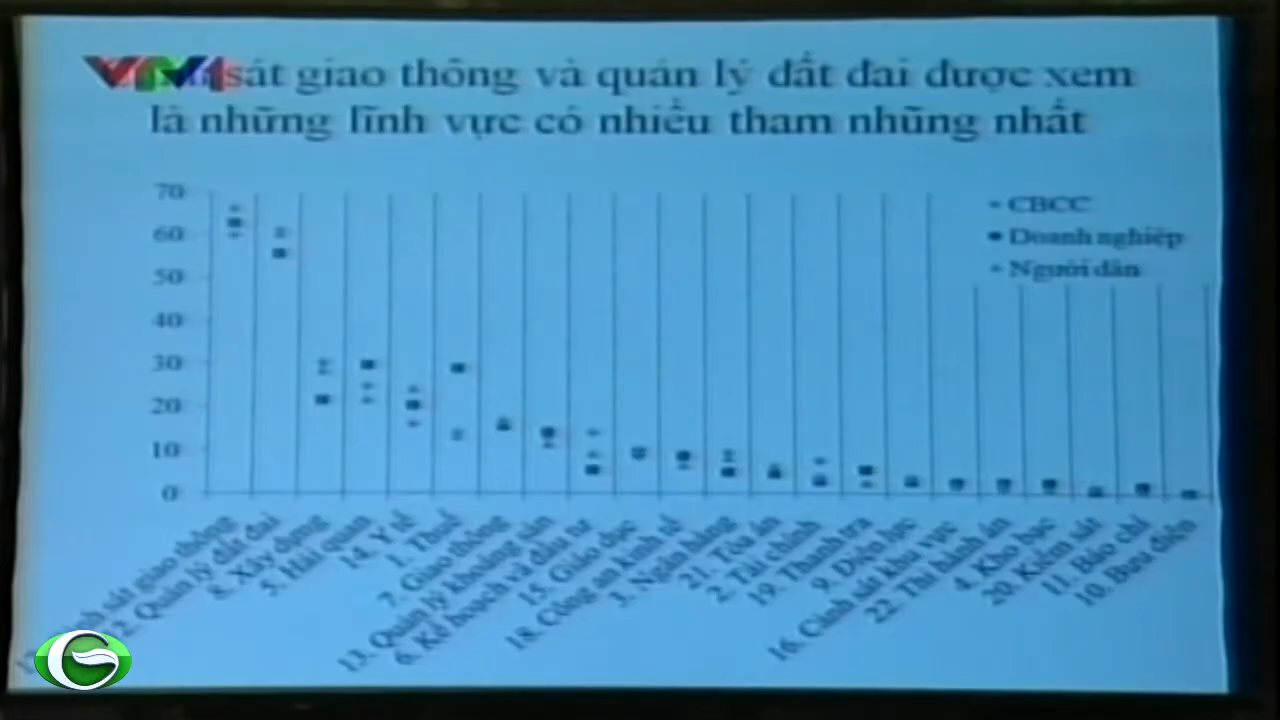 VTV1
sát giao thông và quản lý đất đai được xem
là những lĩnh vực có nhiều tham nhũng nhất
70
60
50
40
30
20
10
0
CBCC
Doanh nghiệp
Người dân
sát giao thông
Quản lý đất đai
8. Xây dựng
5. Hải quan
14. Y tế
1. Thuế
7. Giao thông
13. Quản lý khoáng sản
6. Kế hoạch và đầu tư
15. Giáo dục
18. Công an kinh tế
3. Ngân hàng
21. Tòa án
2. Tài chính
19. Thanh tra
9. Điện lực
16. Cảnh sát khu vực
22. Thi hành án
4. Kho bạc
20. Kiểm sát
11. Báo chí
10. Bưu điện
G